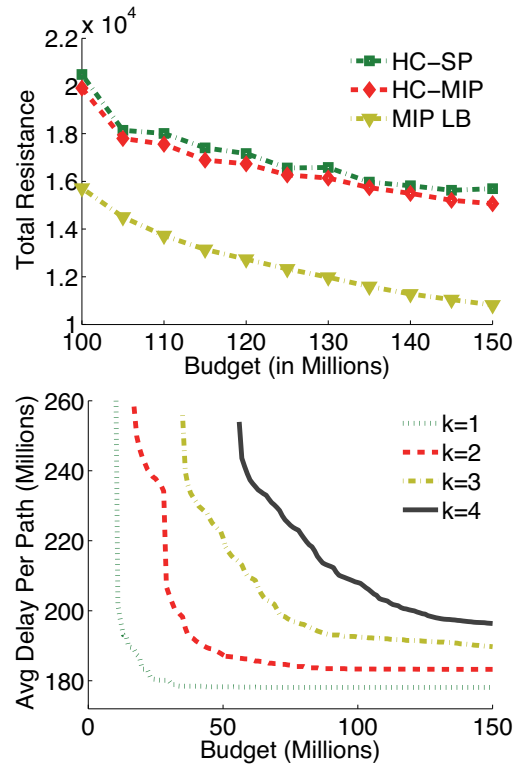 x 10⁴
2.2
2
1.8
1.6
1.4
1.2
1
Total Resistance
HC-SP
HC-MIP
MIP LB
100 110 120 130 140 150
Budget (in Millions)
260
240
220
200
180
Avg Delay Per Path (Millions)
k=1
k=2
k=3
k=4
0 50 100 150
Budget (Millions)